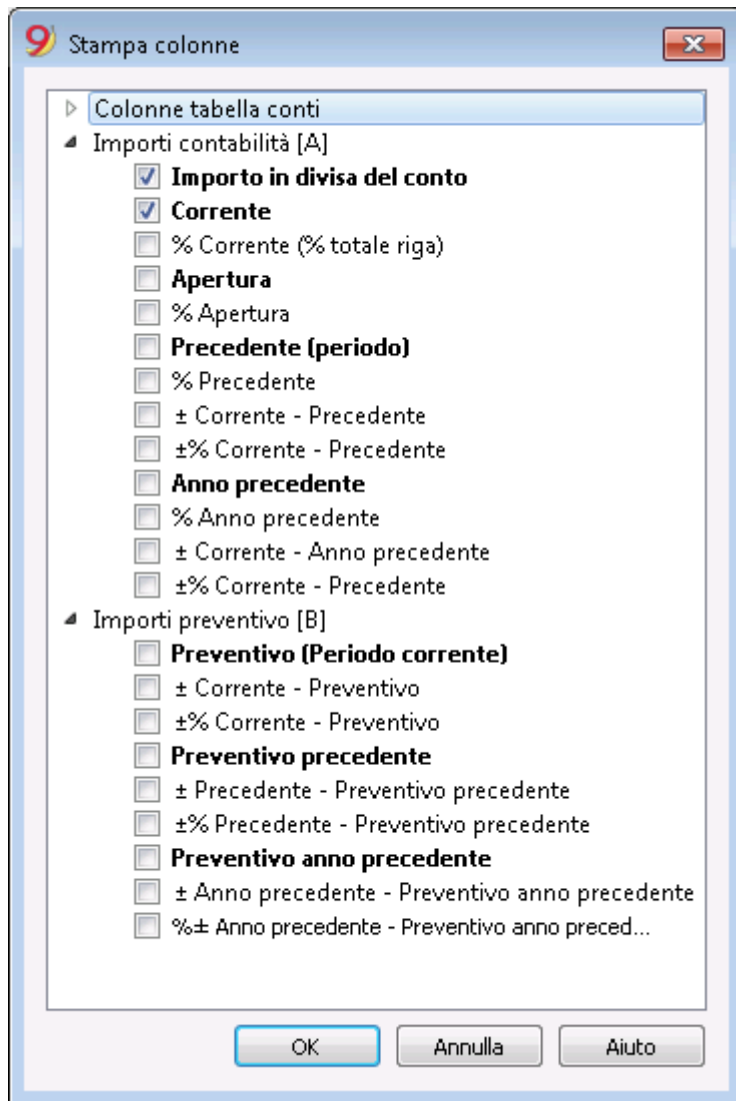 9 Stampa colonne
Colonne tabella conti
Importi contabilità [A]
Importo in divisa del conto
Corrente
% Corrente (% totale riga)
Apertura
% Apertura
Precedente (periodo)
% Precedente
± Corrente - Precedente
±% Corrente - Precedente
Anno precedente
% Anno precedente
± Corrente - Anno precedente
±% Corrente - Precedente
Importi preventivo [B]
Preventivo (Periodo corrente)
± Corrente - Preventivo
±% Corrente - Preventivo
Preventivo precedente
± Precedente - Preventivo precedente
±% Precedente - Preventivo precedente
Preventivo anno precedente
± Anno precedente - Preventivo anno precedente
%± Anno precedente - Preventivo anno preced...
OK Annulla Aiuto